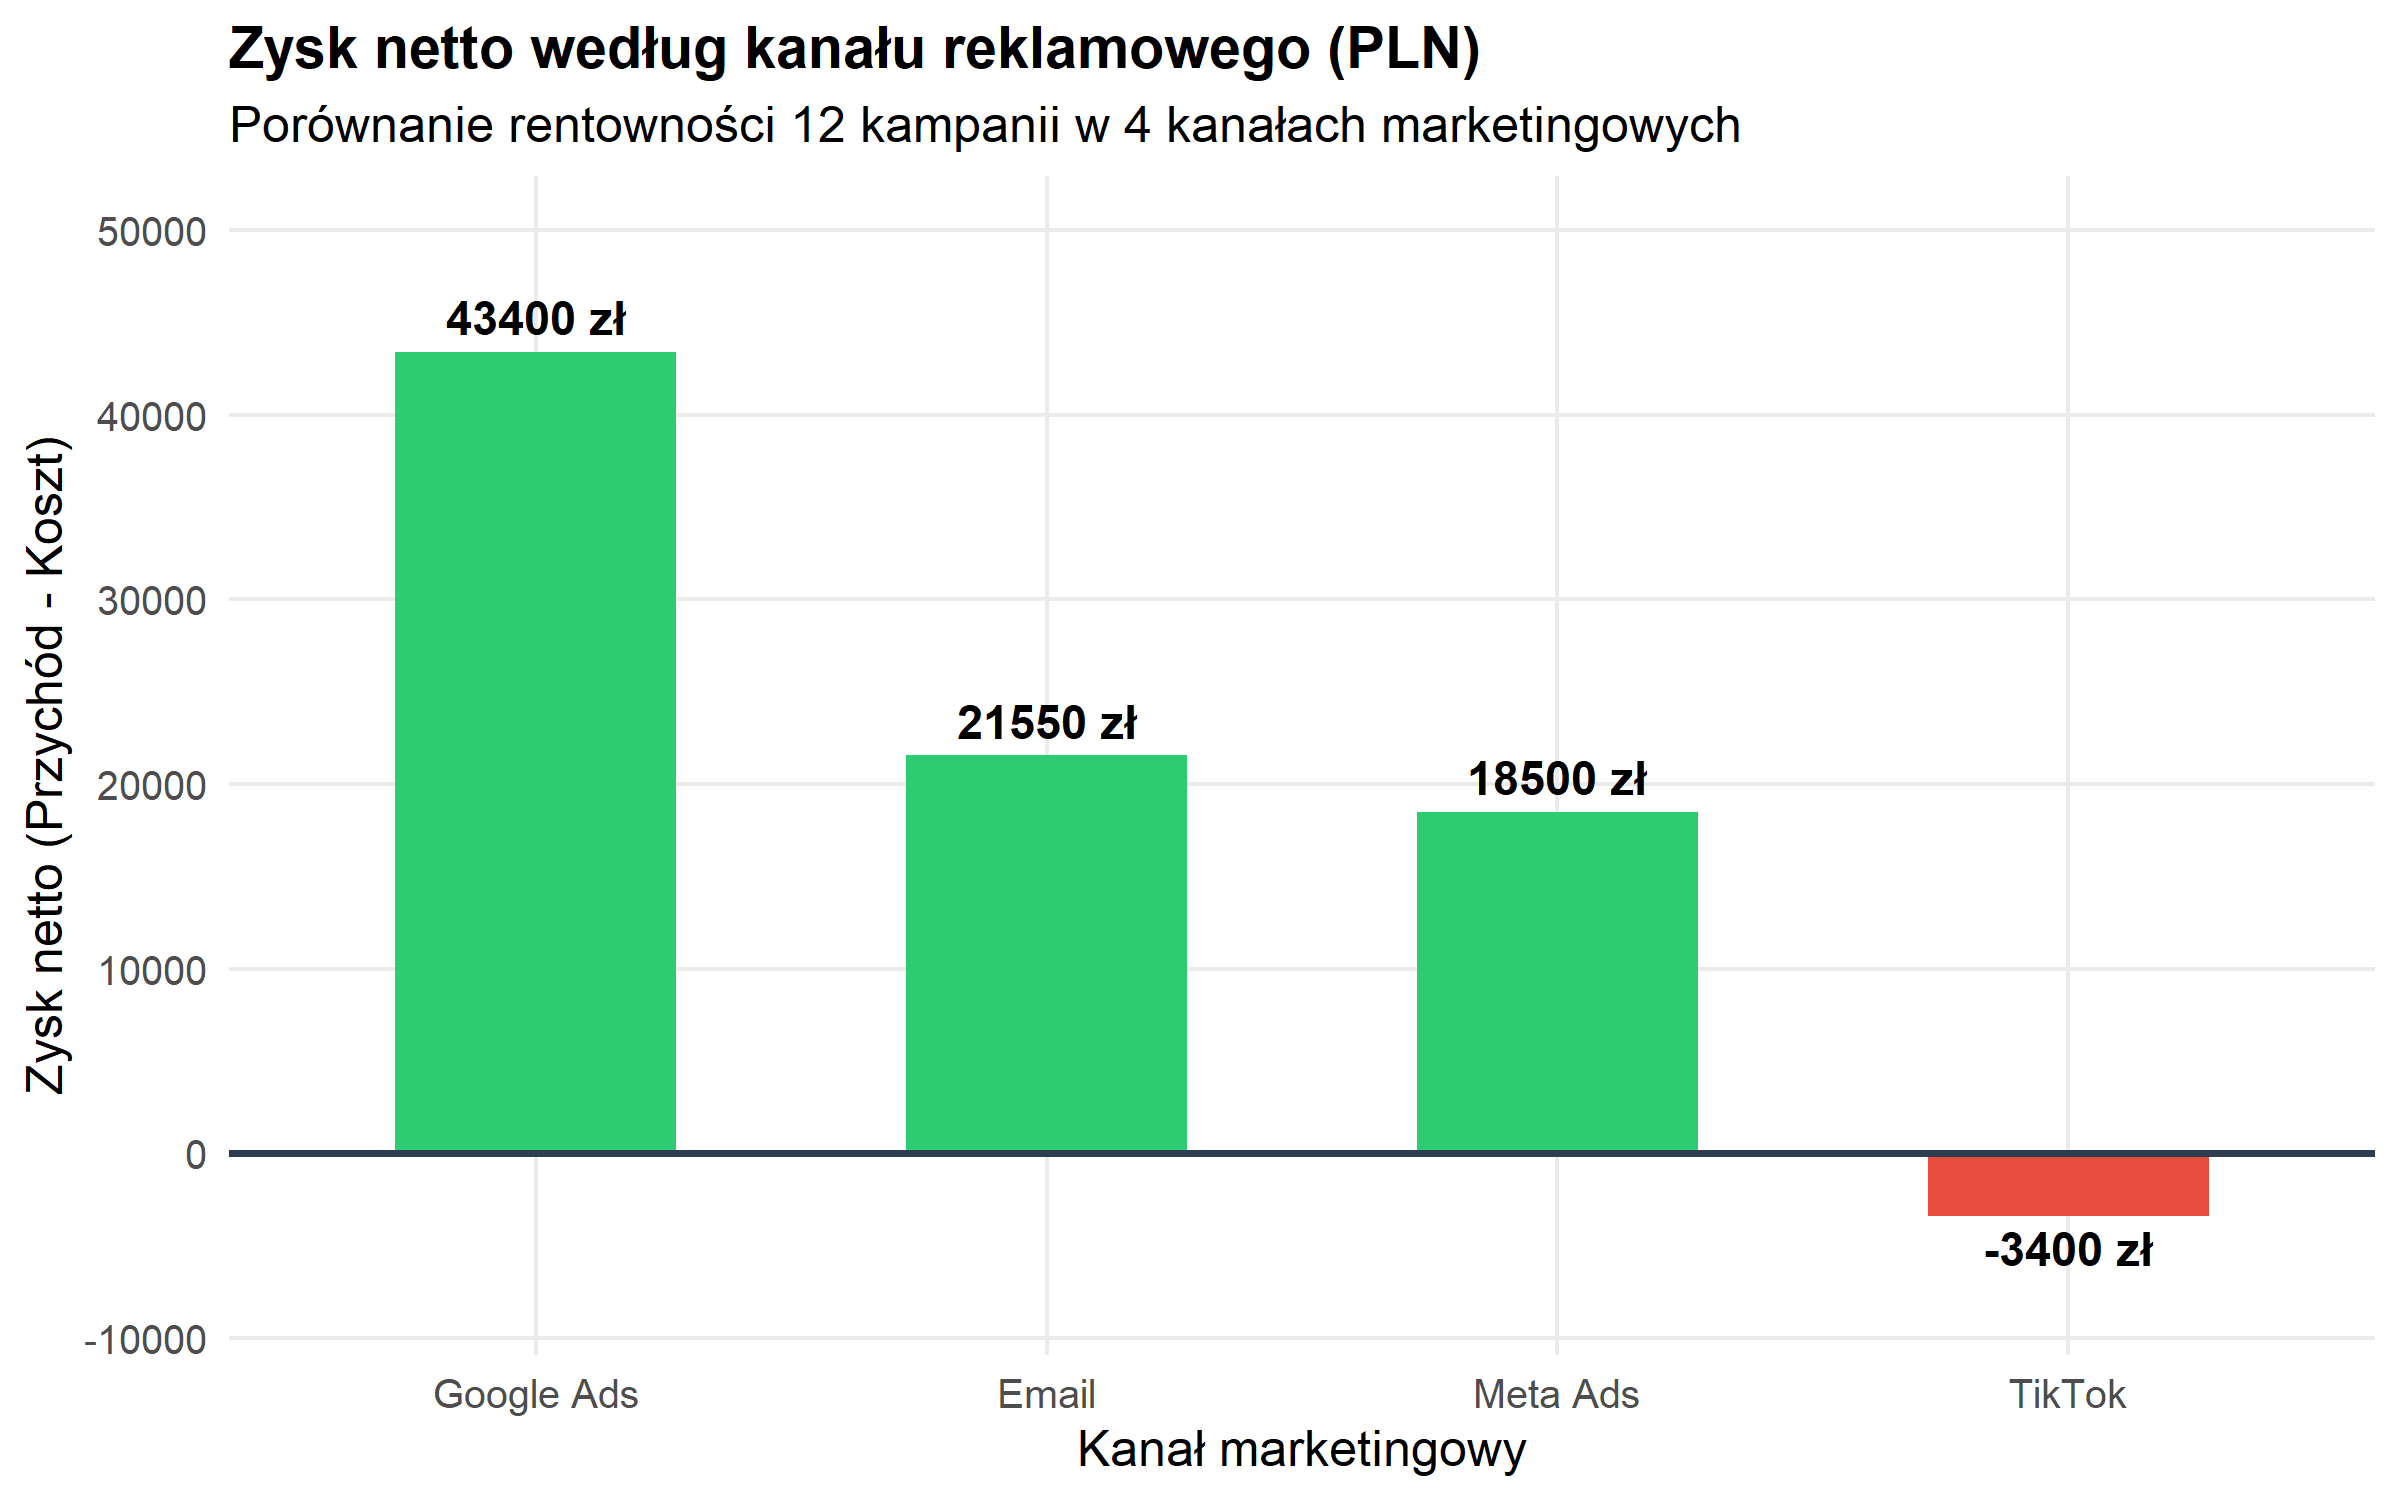 Zysk netto według kanału reklamowego (PLN)
Porównanie rentowności 12 kampanii w 4 kanałach marketingowych
Zysk netto (Przychód - Koszt)
50000
40000
30000
20000
10000
0
-10000
43400 zł
21550 zł
18500 zł
-3400 zł
Google Ads
Email
Meta Ads
TikTok
Kanał marketingowy